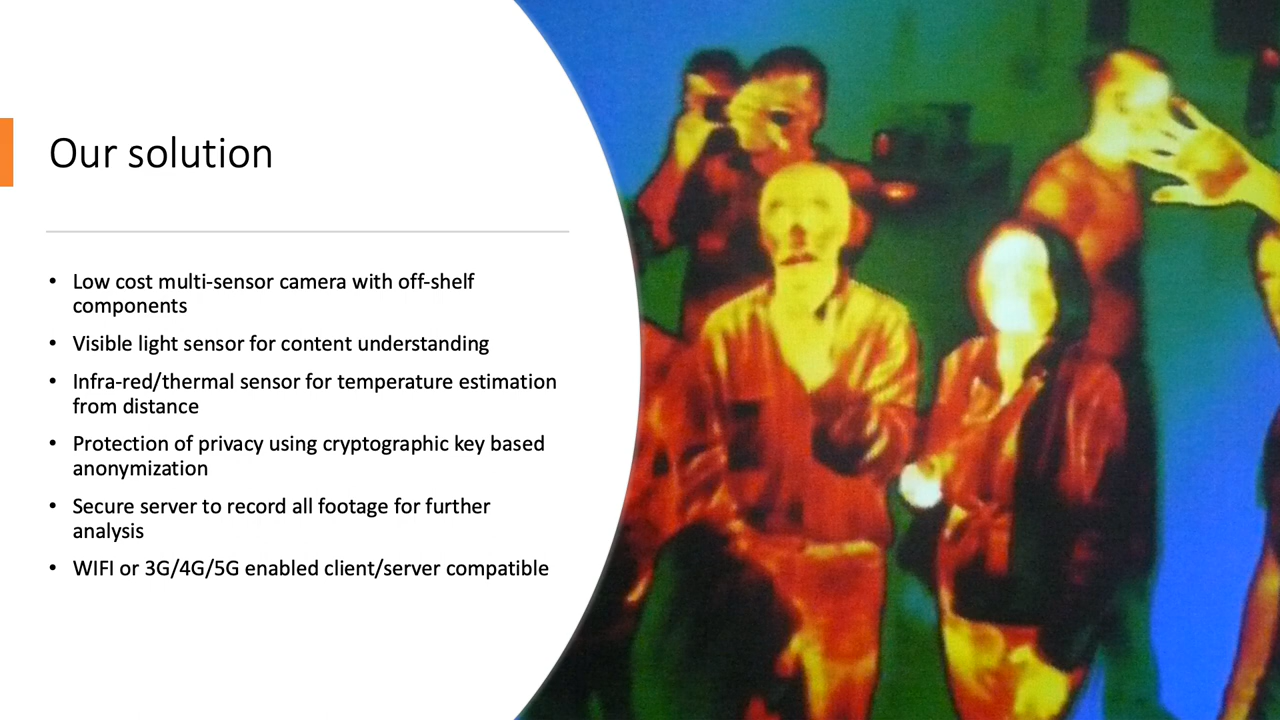 Our solution
• Low cost multi-sensor camera with off-shelf
components
• Visible light sensor for content understanding
• Infra-red/thermal sensor for temperature estimation
from distance
• Protection of privacy using cryptographic key based
anonymization
• Secure server to record all footage for further
analysis
• WIFI or 3G/4G/5G enabled client/server compatible